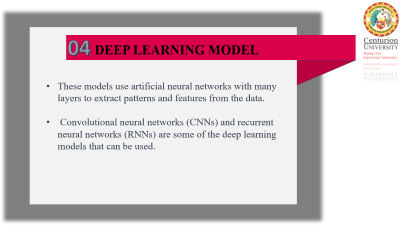 04 DEEP LEARNING MODEL
• These models use artificial neural networks with many
layers to extract patterns and features from the data.
• Convolutional neural networks (CNNs) and recurrent
neural networks (RNNs) are some of the deep learning
models that can be used.
Centurion
UNIVERSITY